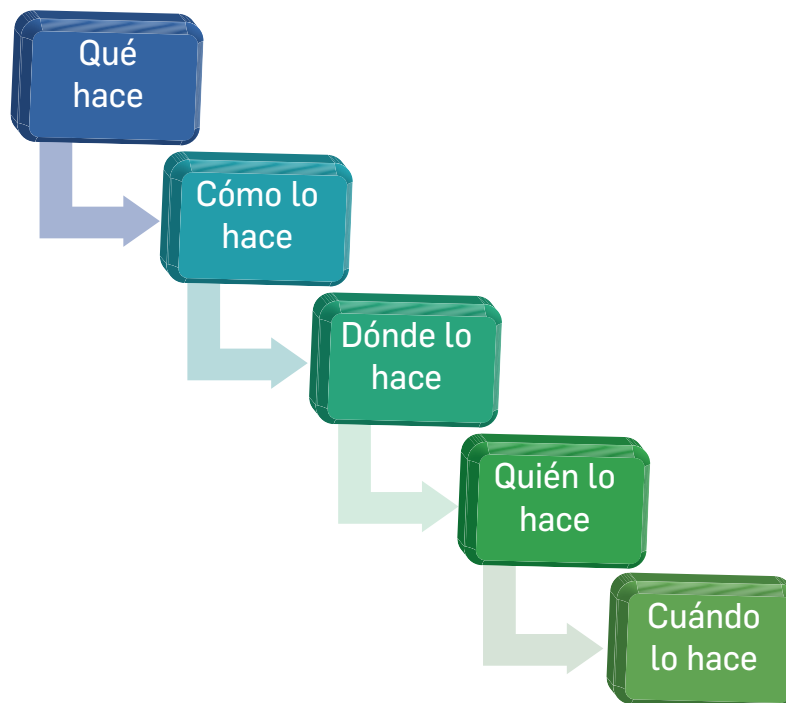 Qué
hace
Cómo lo
hace
Dónde lo
hace
Quién lo
hace
Cuándo
lo hace